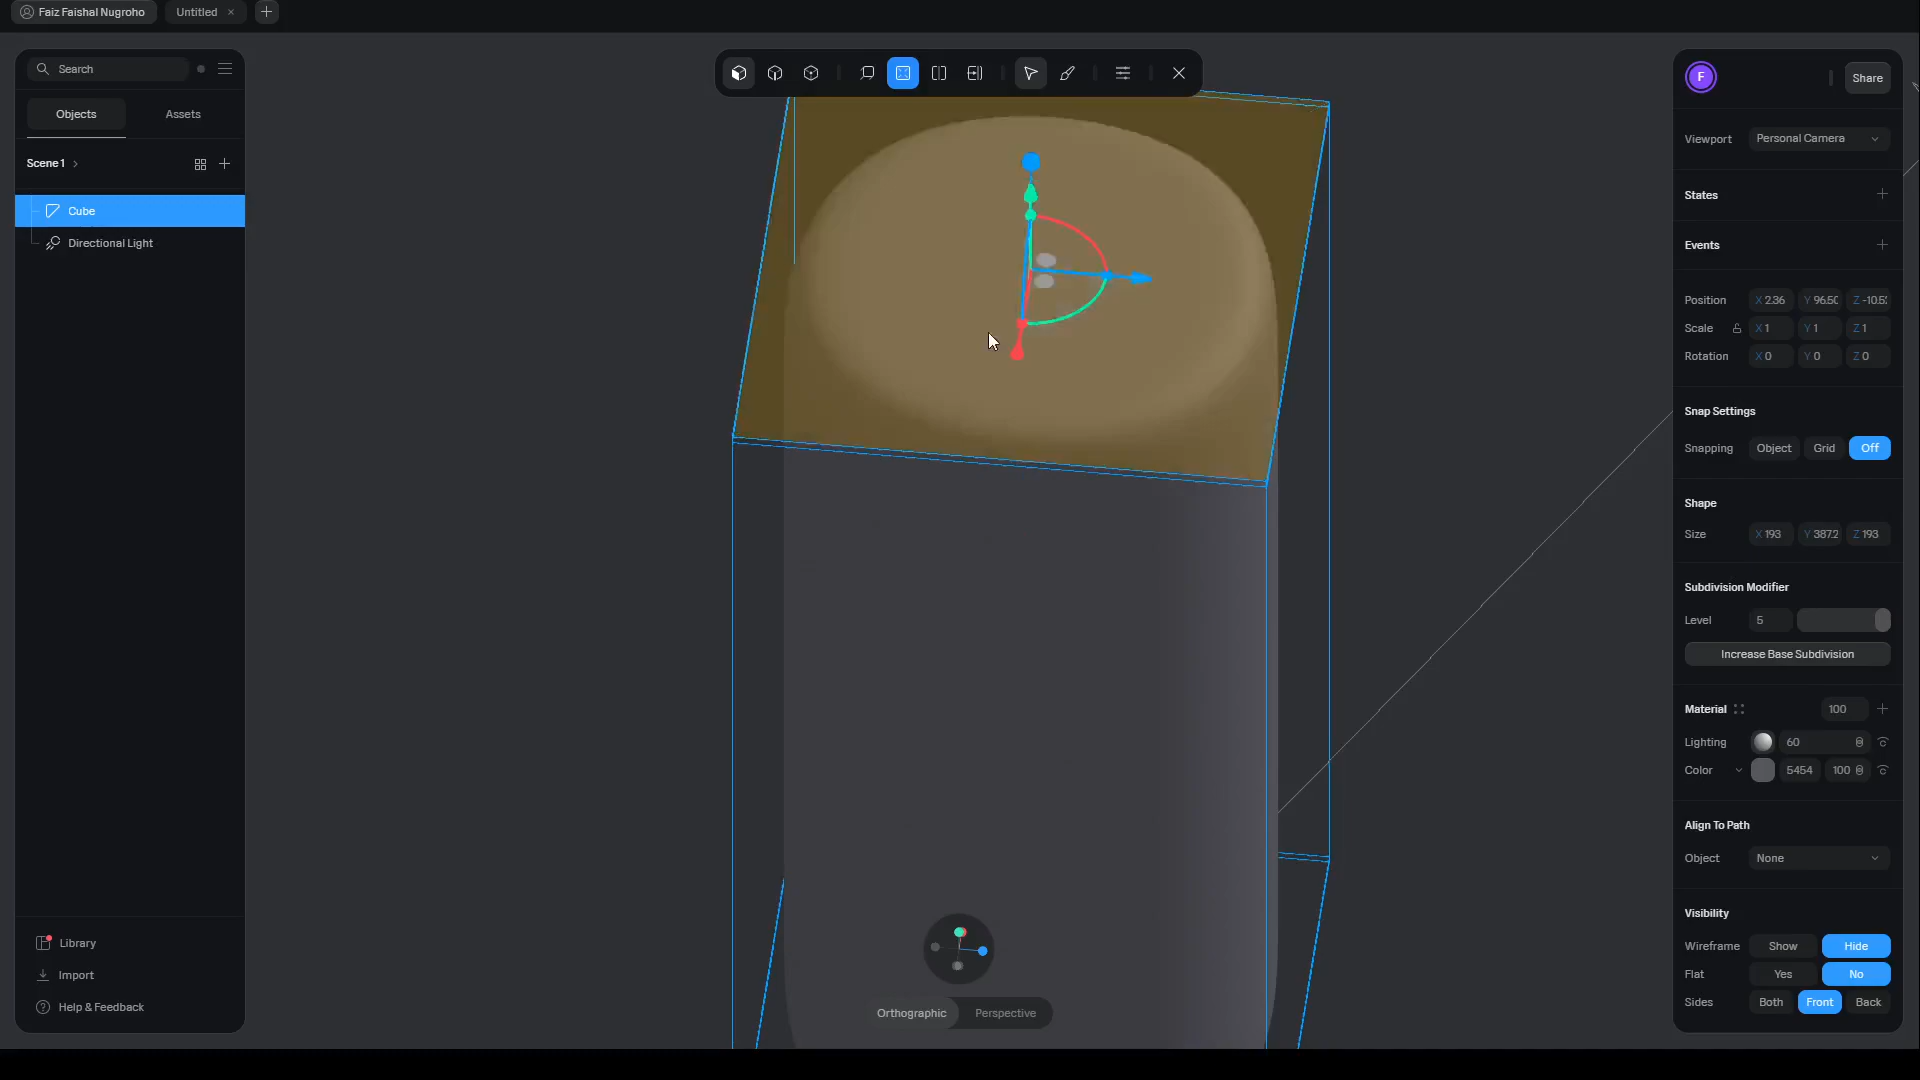 Faiz Faishal Nugroho
Untitled
Search
Objects
Assets
Scene 1
Cube
Directional Light
Library
Import
Help & Feedback
Orthographic
Perspective
F
Share
Viewport
Personal Camera
States
Events
Position X 2.36 Y 96.50 Z -10.52
Scale X 1 Y 1 Z 1
Rotation X 0 Y 0 Z 0
Snap Settings
Snapping Object Grid Off
Shape
Size X 193 Y 387.2 Z 193
Subdivision Modifier
Level 5
Increase Base Subdivision
Material 100
Lighting 60
Color 5454 100
Align To Path
Object None
Visibility
Wireframe Show Hide
Flat Yes No
Sides Both Front Back